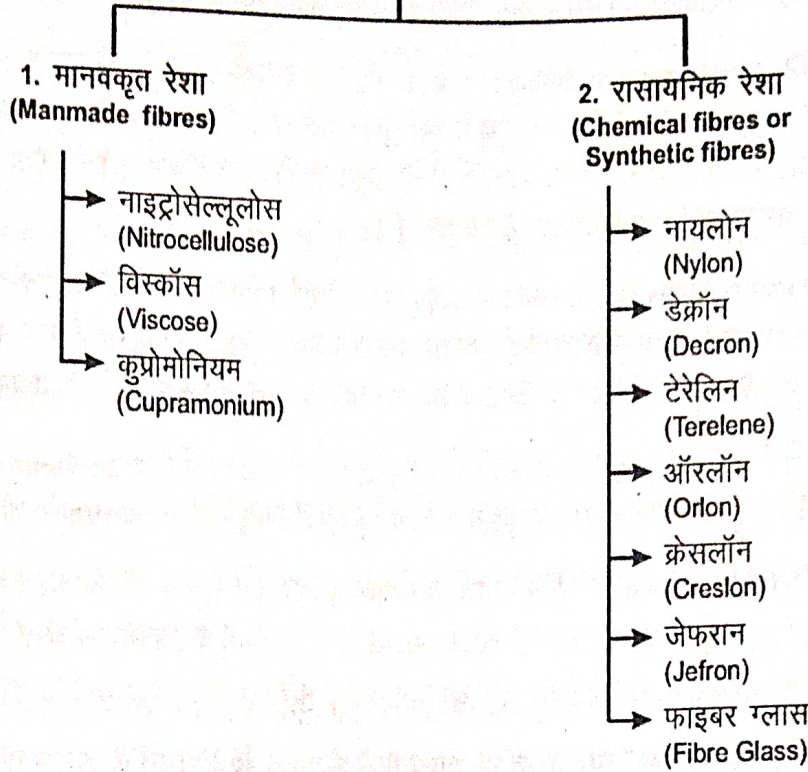 1. मानवकृत रेशा
(Manmade fibres)
नाइट्रोसेल्लूलोस
(Nitrocellulose)
विस्कॉस
(Viscose)
कुप्रोमोनियम
(Cupramonium)
2. रासायनिक रेशा
(Chemical fibres or
Synthetic fibres)
नायलोन
(Nylon)
डेक्रॉन
(Decron)
टेरेलिन
(Terelene)
ऑरलॉन
(Orlon)
क्रेसलॉन
(Creslon)
जेफरान
(Jefron)
फाइबर ग्लास
(Fibre Glass)